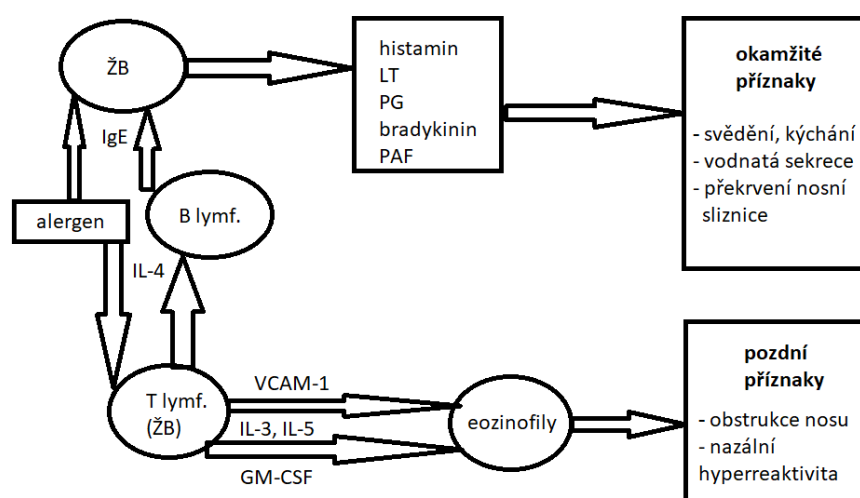 ŽB
histamin
LT
PG
bradykinin
PAF
okamžité
příznaky
- svědění, kýchání
- vodnatá sekrece
- překrvení nosní
sliznice
IgE
alergen
B lymf.
IL-4
T lymf.
(ŽB)
VCAM-1
IL-3, IL-5
GM-CSF
eozinofily
pozdní
příznaky
- obstrukce nosu
- nazální
hyperreaktivita